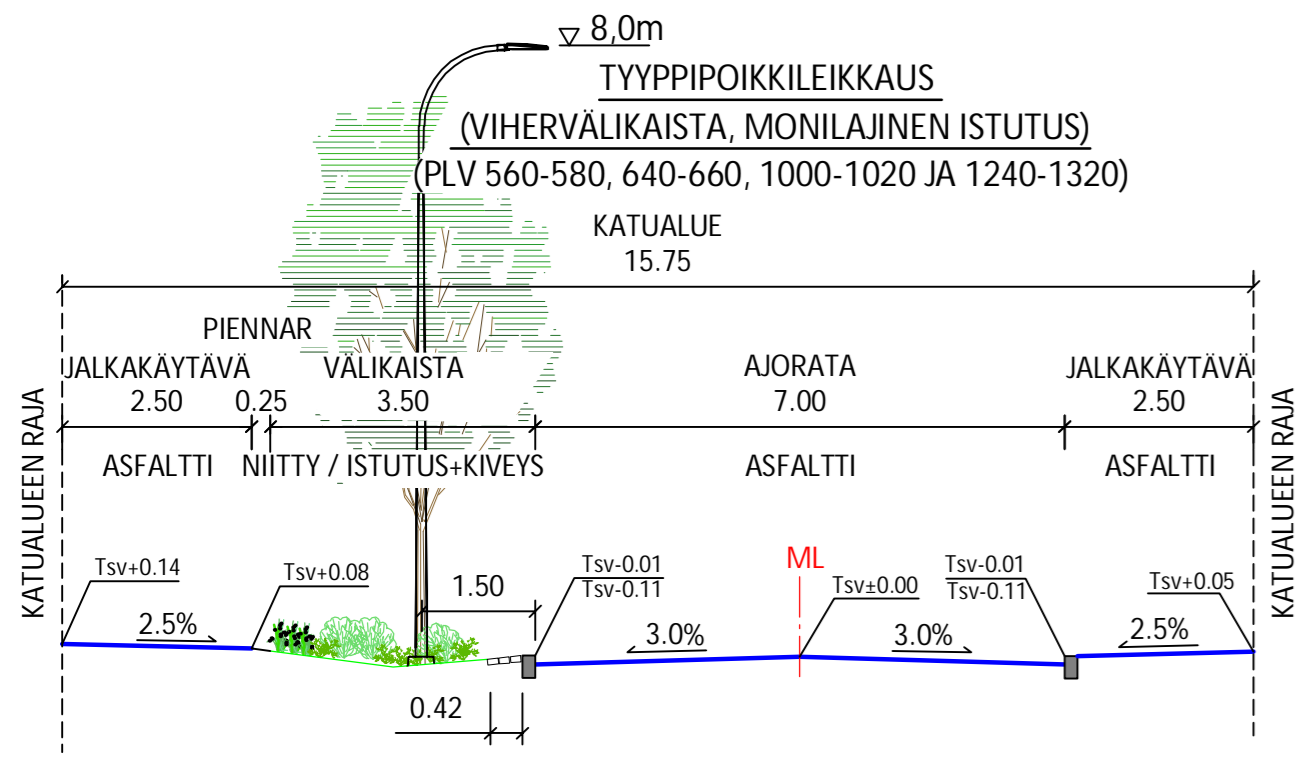 8,0m
TYYPPIPOIKKILEIKKAUS
(VIHERVÄLIKAISTA, MONILAJINEN ISTUTUS)
(PLV 560-580, 640-660, 1000-1020 JA 1240-1320)
KATUALUE
15.75
PIENNAR
JALKAKÄYTÄVÄ VÄLIKAISTA AJORATA JALKAKÄYTÄVÄ
2.50 0.25 3.50 7.00 2.50
KATUALUEEN RAJA
KATUALUEEN RAJA
ASFALTTI NIITTY / ISTUTUS+KIVEYS ASFALTTI ASFALTTI
Tsv+0.14
Tsv+0.08
1.50
Tsv-0.01
Tsv-0.11
ML
Tsv±0.00
Tsv-0.01
Tsv-0.11
Tsv+0.05
2.5% 3.0% 3.0% 2.5%
0.42